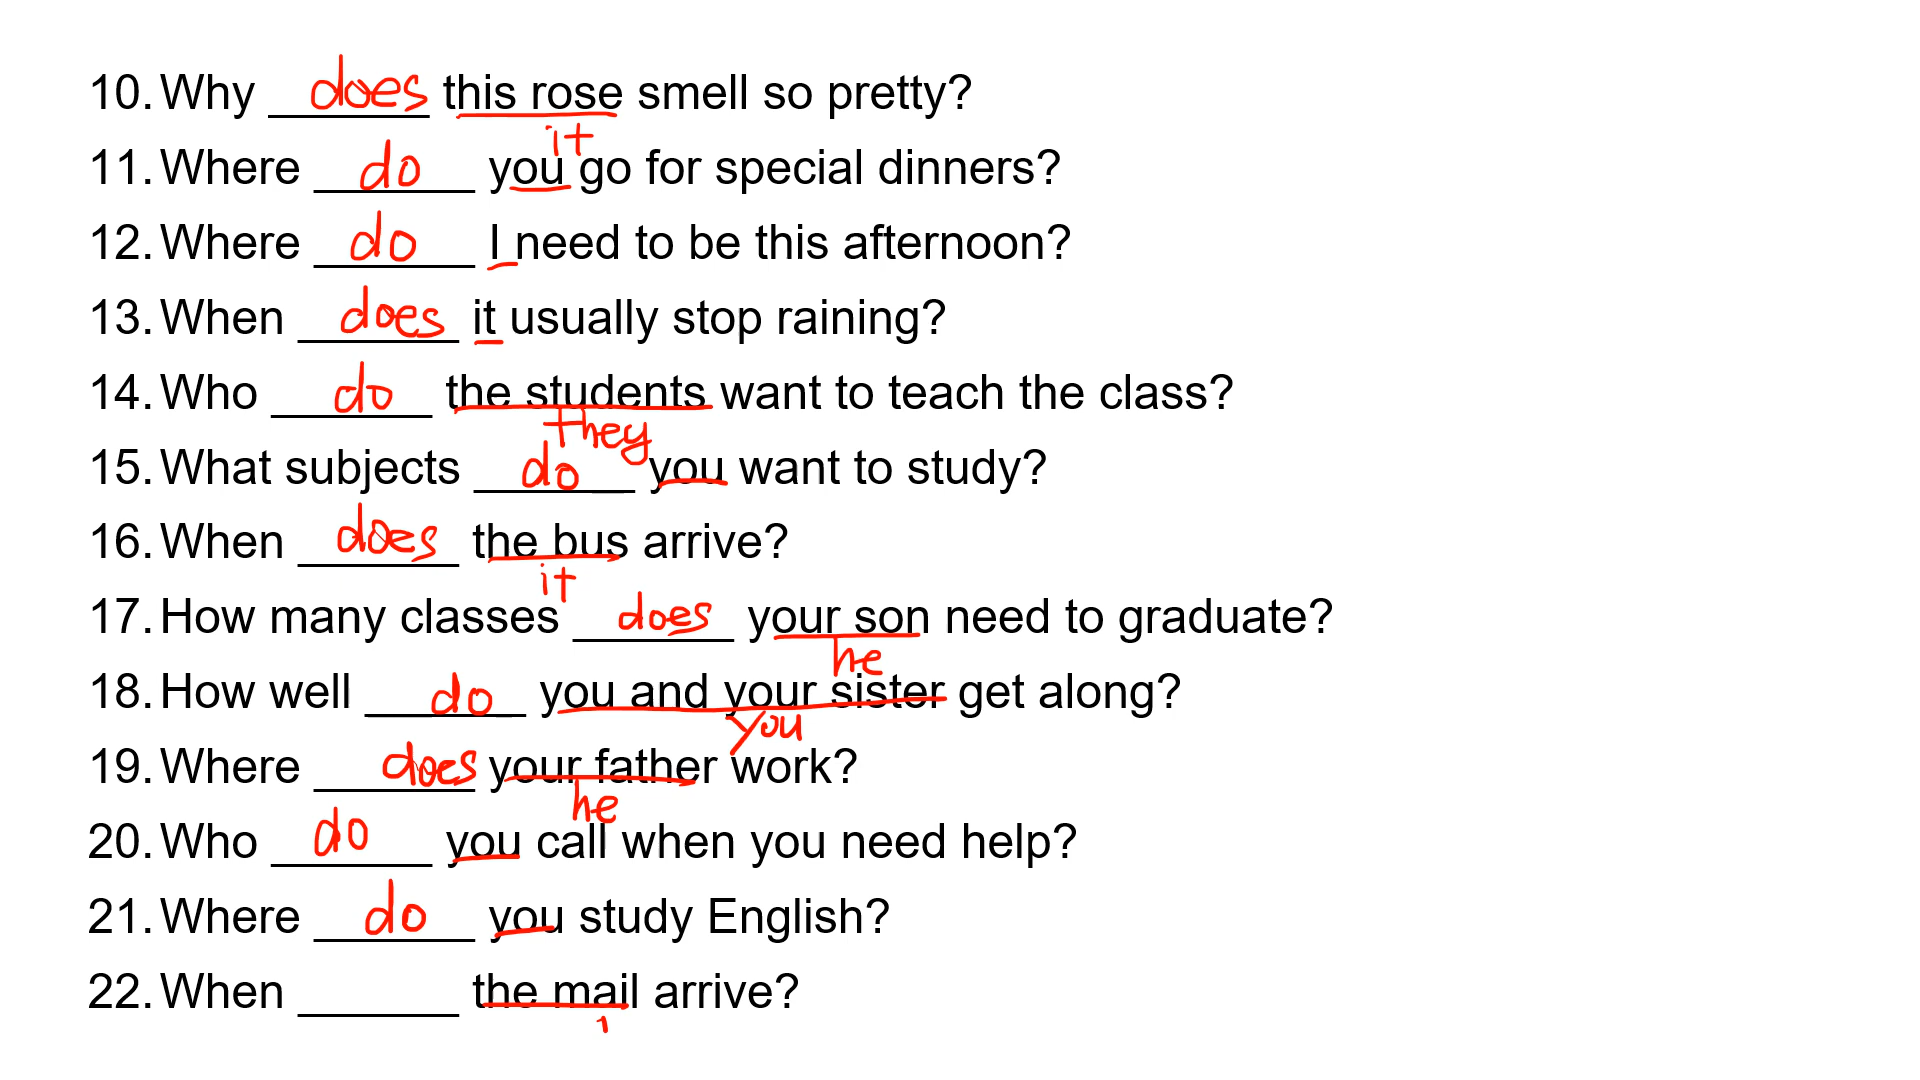 10. Why does this rose smell so pretty?
it
11. Where do you go for special dinners?
12. Where do I need to be this afternoon?
13. When does it usually stop raining?
14. Who do the students want to teach the class?
they
15. What subjects do you want to study?
16. When does the bus arrive?
it
17. How many classes does your son need to graduate?
he
18. How well do you and your sister get along?
you
19. Where does your father work?
he
20. Who do you call when you need help?
21. Where do you study English?
22. When _______ the mail arrive?